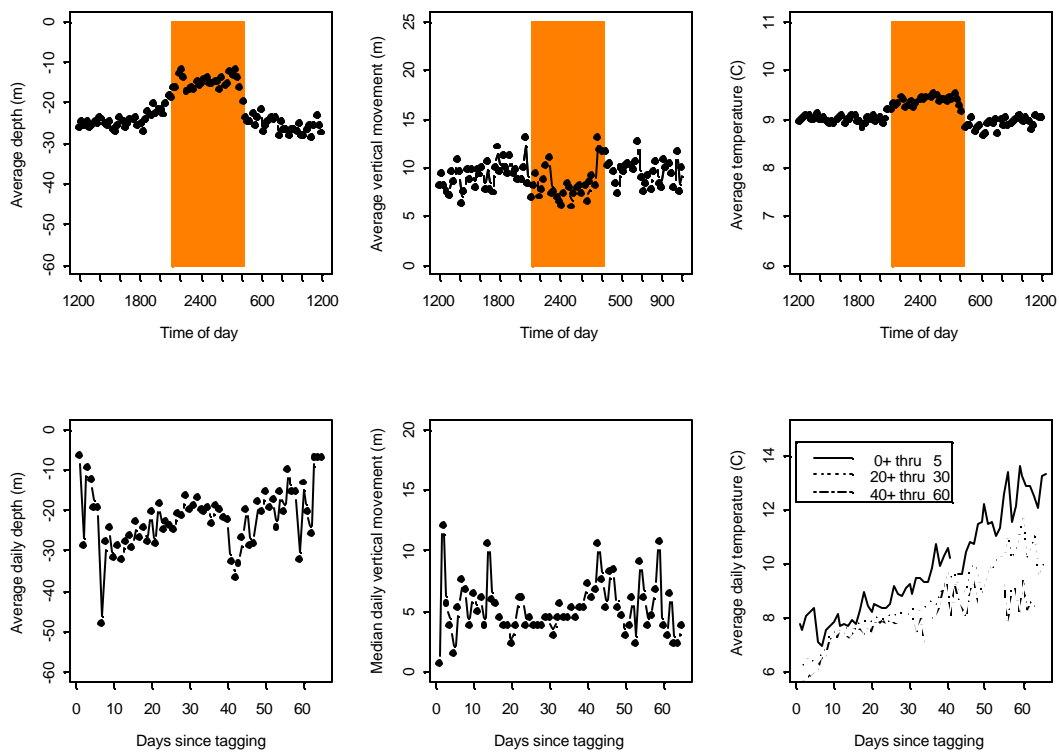 Average depth (m)
0
-10
-20
-30
-40
-50
-60
1200 1800 2400 600 1200
Time of day
Average vertical movement (m)
25
20
15
10
5
0
1200 1800 2400 500 900
Time of day
Average temperature (C)
11
10
9
8
7
6
1200 1800 2400 600 1200
Time of day
Average daily depth (m)
0
-10
-20
-30
-40
-50
-60
0 10 20 30 40 50 60
Days since tagging
Median daily vertical movement (m)
20
15
10
5
0
0 10 20 30 40 50 60
Days since tagging
Average daily temperature (C)
14
12
10
8
6
0+ thru 5
20+ thru 30
40+ thru 60
0 10 20 30 40 50 60
Days since tagging